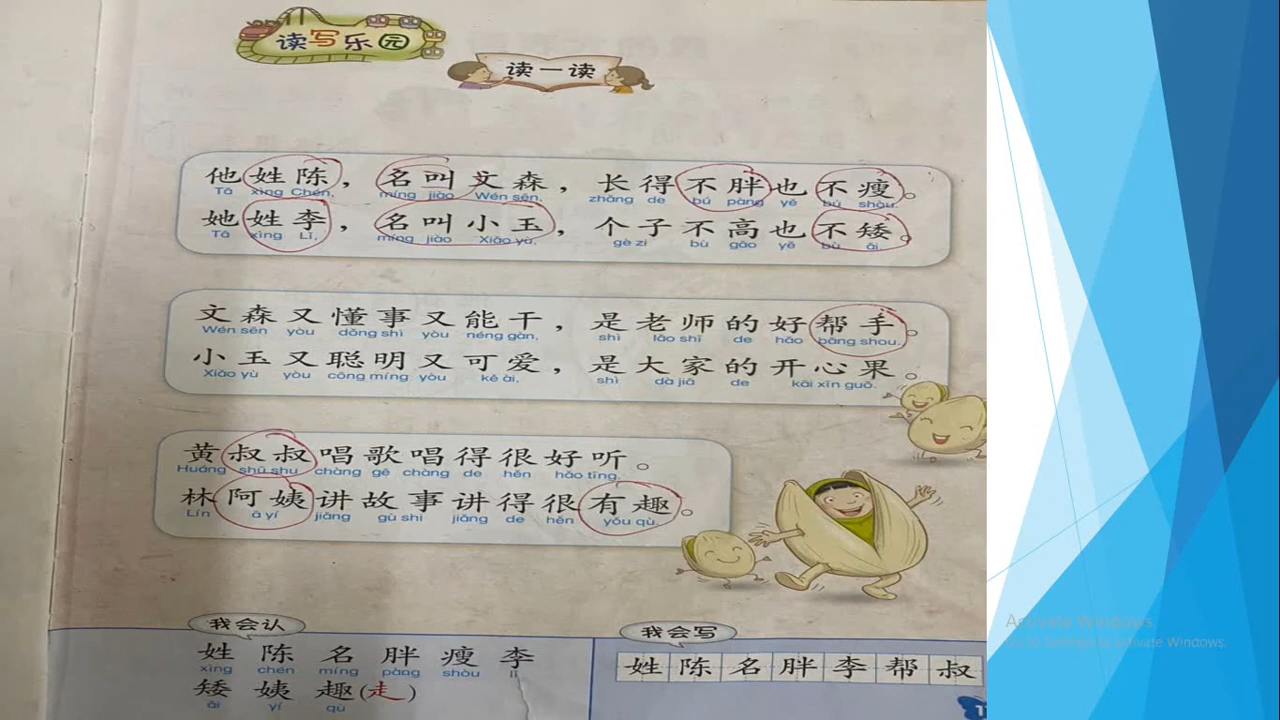 读写乐园
读一读
他姓陈，名叫文森，长得不胖也不瘦。
Tā xìng Chén, míng jiào Wén sēn, zhǎng de bú pàng yě bú shòu.
她姓李，名叫小玉，个子不高也不矮。
Tā xìng Lǐ, míng jiào Xiǎo yù, gè zi bù gāo yě bù ǎi.
文森又懂事又能干，是老师的好帮手。
Wén sēn yòu dǒng shì yòu néng gàn, shì lǎo shī de hǎo bāng shou.
小玉又聪明又可爱，是大家的开心果。
Xiǎo yù yòu cōng míng yòu kě ài, shì dà jiā de kāi xīn guǒ.
黄叔叔唱歌唱得很好听。
Huáng shū shu chàng gē chàng de hěn hǎo tīng.
林阿姨讲故事讲得很有趣。
Lín ā yí jiǎng gù shi jiǎng de hěn yǒu qù.
我会认
姓 陈 名 胖 瘦 李
xìng chén míng pàng shòu lǐ
矮 姨 趣(走)
ǎi yí qù
我会写
姓 陈 名 胖 李 帮 叔
Activate Windows
Go to Settings to activate Windows.